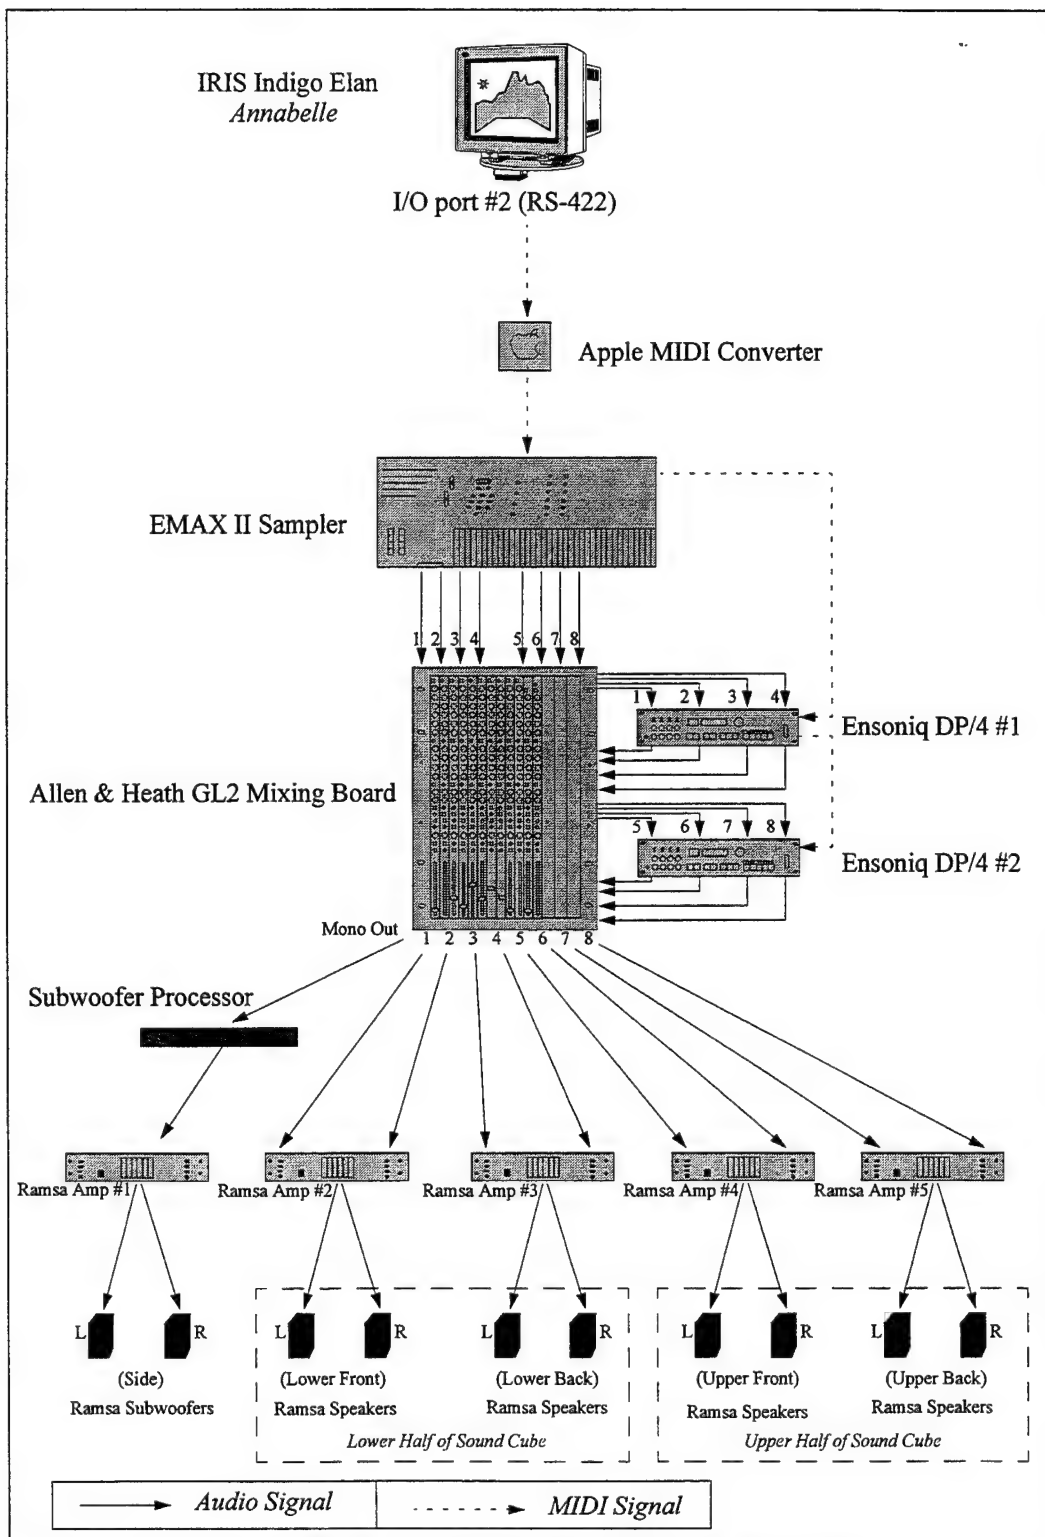 IRIS Indigo Elan
Annabelle
I/O port #2 (RS-422)
Apple MIDI Converter
EMAX II Sampler
1 2 3 4 5 6 7 8
1 2 3 4
Ensoniq DP/4 #1
Allen & Heath GL2 Mixing Board
5 6 7 8
Ensoniq DP/4 #2
Mono Out
1 2 3 4 5 6 7 8
Subwoofer Processor
Ramsa Amp #1
Ramsa Amp #2
Ramsa Amp #3
Ramsa Amp #4
Ramsa Amp #5
L R L R L R L R L R
(Side)
(Lower Front)
(Lower Back)
(Upper Front)
(Upper Back)
Ramsa Subwoofers
Ramsa Speakers
Ramsa Speakers
Ramsa Speakers
Ramsa Speakers
Lower Half of Sound Cube
Upper Half of Sound Cube
Audio Signal
MIDI Signal